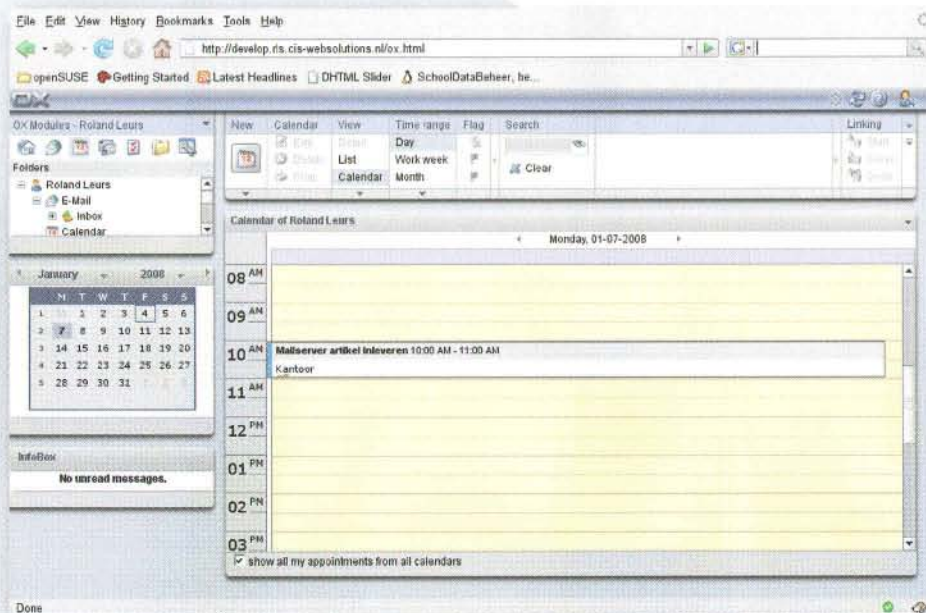 File Edit View History Bookmarks Tools Help
http://develop.rls.cis-websolutions.nl/ox.html
openSUSE Getting Started Latest Headlines DHTML Slider SchoolDataBeheer, he...
OX
OX Modules - Roland Leurs
Folders
Roland Leurs
E-Mail
Inbox
Calendar
New Calendar View Time range Flag Search Linking
Day
List Work week Clear
Calendar Month
January 2008
M T W T F S S
1 31 1 2 3 4 5 6
2 7 8 9 10 11 12 13
3 14 15 16 17 18 19 20
4 21 22 23 24 25 26 27
5 28 29 30 31
InfoBox
No unread messages.
Calendar of Roland Leurs
Monday, 01-07-2008
08 AM
09 AM
10 AM Mailserver artikel inleveren 10:00 AM - 11:00 AM
Kantoor
11 AM
12 PM
01 PM
02 PM
03 PM
show all my appointments from all calendars
Done